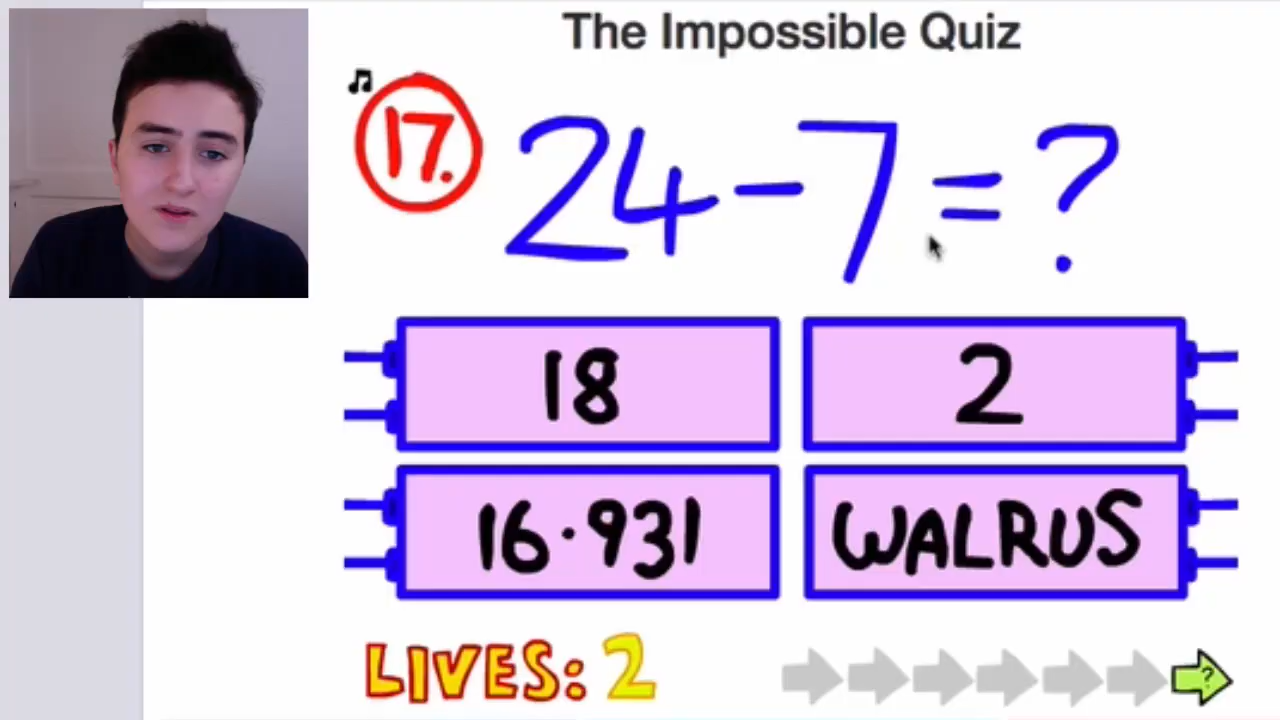 The Impossible Quiz
17. 24-7=?
18
2
16.931
WALRUS
LIVES: 2
?